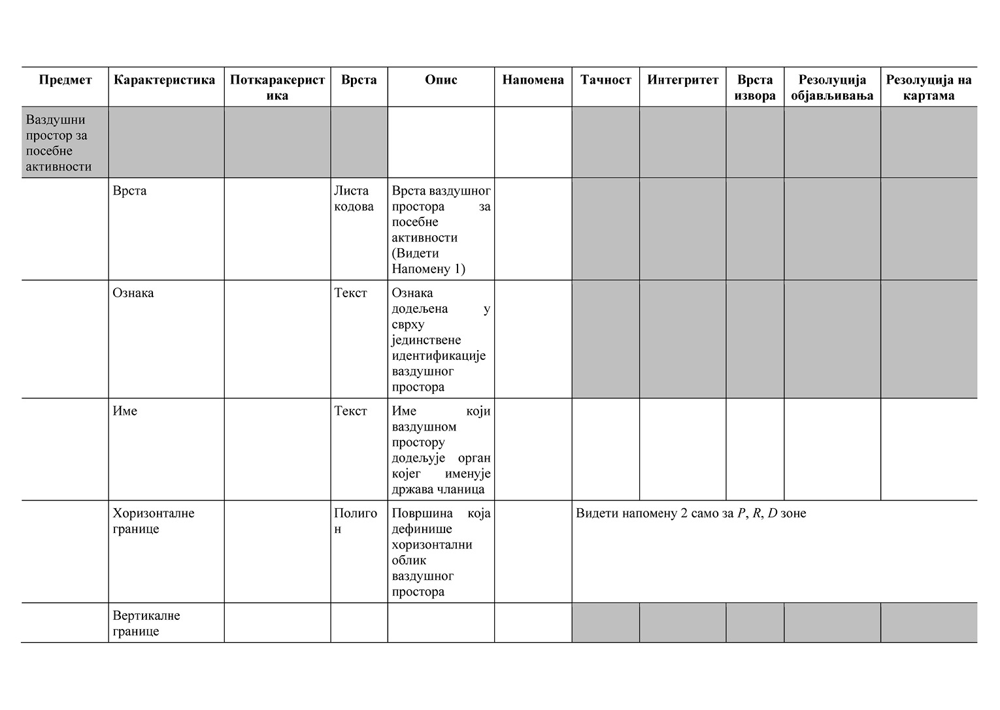 Предмет
Карактеристика
Поткаракерист
ика
Врста
Опис
Напомена
Тачност
Интегритет
Врста
извора
Резолуција
објављивања
Резолуција на
картама
Ваздушни
простор за
посебне
активности
Врста
Листа
кодова
Врста ваздушног
простора за
посебне
активности
(Видети
Напомену 1)
Ознака
Текст
Ознака
додељена у
сврху
јединствене
идентификације
ваздушног
простора
Име
Текст
Име који
ваздушном
простору
додељује орган
којег именује
држава чланица
Хоризонталне
границе
Полиго
н
Површина која
дефинише
хоризонтални
облик
ваздушног
простора
Видети напомену 2 само за P, R, D зоне
Вертикалне
границе